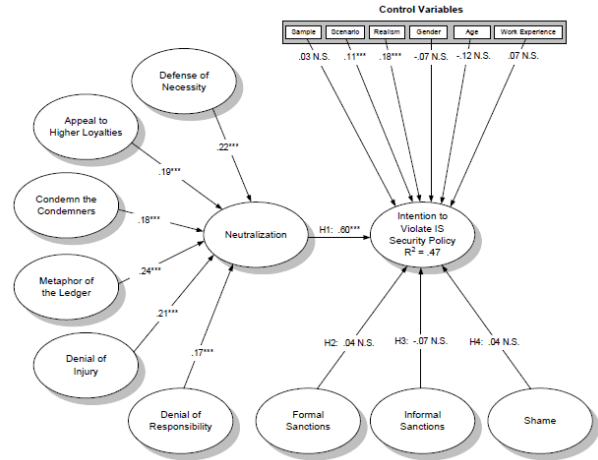 Control Variables
Sample Scenario Realism Gender Age Work Experience
.03 N.S. .11*** .18*** -.07 N.S. -.12 N.S. .07 N.S.
Defense of
Necessity
Appeal to
Higher Loyalties
.22***
.19***
Condemn the
Condemners
.18***
Neutralization
H1: .60***
Intention to
Violate IS
Security Policy
R² = .47
Metaphor of
the Ledger
.24***
.21***
Denial of
Injury
.17***
H2: .04 N.S. H3: -.07 N.S. H4: .04 N.S.
Denial of
Responsibility
Formal
Sanctions
Informal
Sanctions
Shame